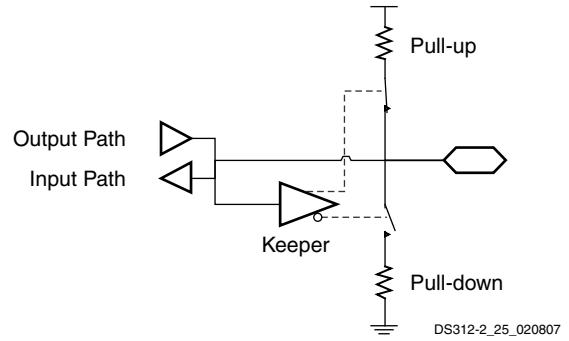 Pull-up
Output Path
Input Path
Keeper
Pull-down
DS312-2_25_020807